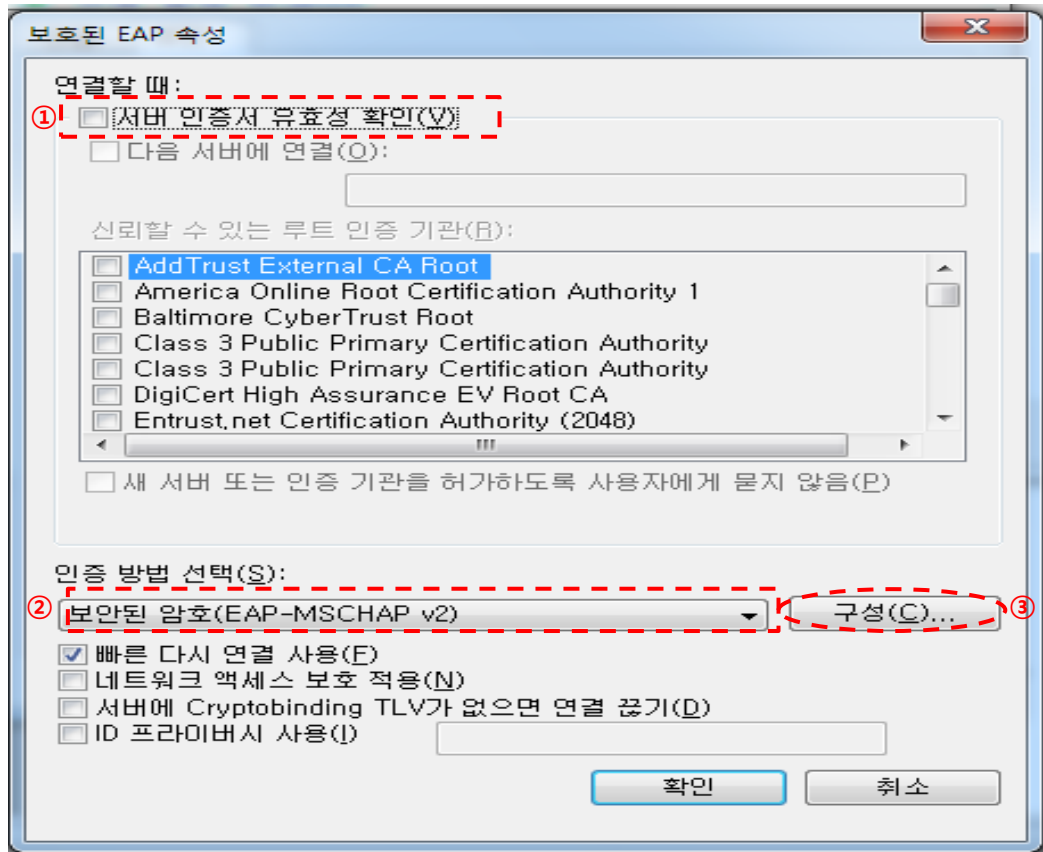 보호된 EAP 속성
연결할 때:
① 서버 인증서 유효성 확인(V)
다음 서버에 연결(O):
신뢰할 수 있는 루트 인증 기관(R):
AddTrust External CA Root
America Online Root Certification Authority 1
Baltimore CyberTrust Root
Class 3 Public Primary Certification Authority
Class 3 Public Primary Certification Authority
DigiCert High Assurance EV Root CA
Entrust.net Certification Authority (2048)
새 서버 또는 인증 기관을 허가하도록 사용자에게 묻지 않음(P)
인증 방법 선택(S):
② 보안된 암호(EAP-MSCHAP v2) 구성(C)... ③
빠른 다시 연결 사용(F)
네트워크 액세스 보호 적용(N)
서버에 Cryptobinding TLV가 없으면 연결 끊기(D)
ID 프라이버시 사용(I)
확인 취소